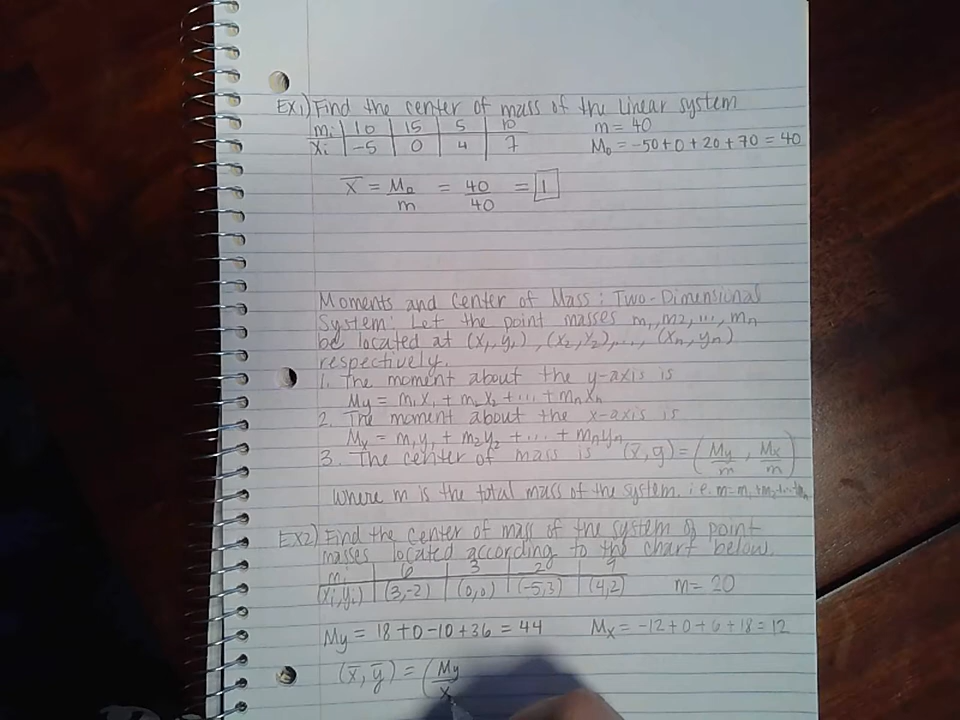 Ex1) Find the center of mass of the linear system
mi | 10 | 15 | 5 | 10 m = 40
xi | -5 | 0 | 4 | 7 M₀ = -50+0+20+70 = 40
x̄ = M₀/m = 40/40 = 1
Moments and Center of Mass: Two-Dimensional
System: Let the point masses m₁, m₂, ..., mₙ
be located at (x₁, y₁), (x₂, y₂), ..., (xₙ, yₙ)
respectively.
1. The moment about the y-axis is
My = m₁x₁ + m₂x₂ + ... + mₙxₙ
2. The moment about the x-axis is
Mx = m₁y₁ + m₂y₂ + ... + mₙyₙ
3. The center of mass is (x̄, ȳ) = (My/m, Mx/m)
where m is the total mass of the system. i.e. m = m₁+m₂+...+mₙ
Ex2) Find the center of mass of the system of point
masses located according to the chart below.
mi | 6 | 3 | 2 | 9
(xi, yi) | (3,-2) | (0,0) | (-5,3) | (4,2) m = 20
My = 18+0-10+36 = 44 Mx = -12+0+6+18 = 12
(x̄, ȳ) = (My/x